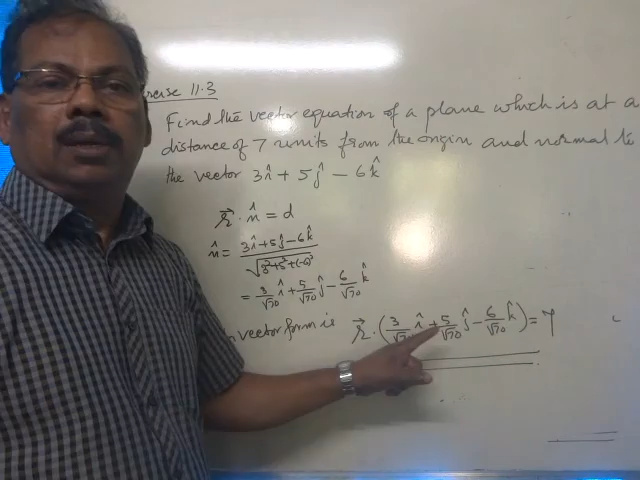 11.3
Find the vector equation of a plane which is at a
distance of 7 units from the origin and normal to
the vector 3î + 5ĵ − 6k̂
r⃗ · n̂ = d
n̂ = (3î + 5ĵ − 6k̂) / √(3² + 5² + (−6)²)
= 3/√70 î + 5/√70 ĵ − 6/√70 k̂
vector form is r⃗ · (3/√70 î + 5/√70 ĵ − 6/√70 k̂) = 7